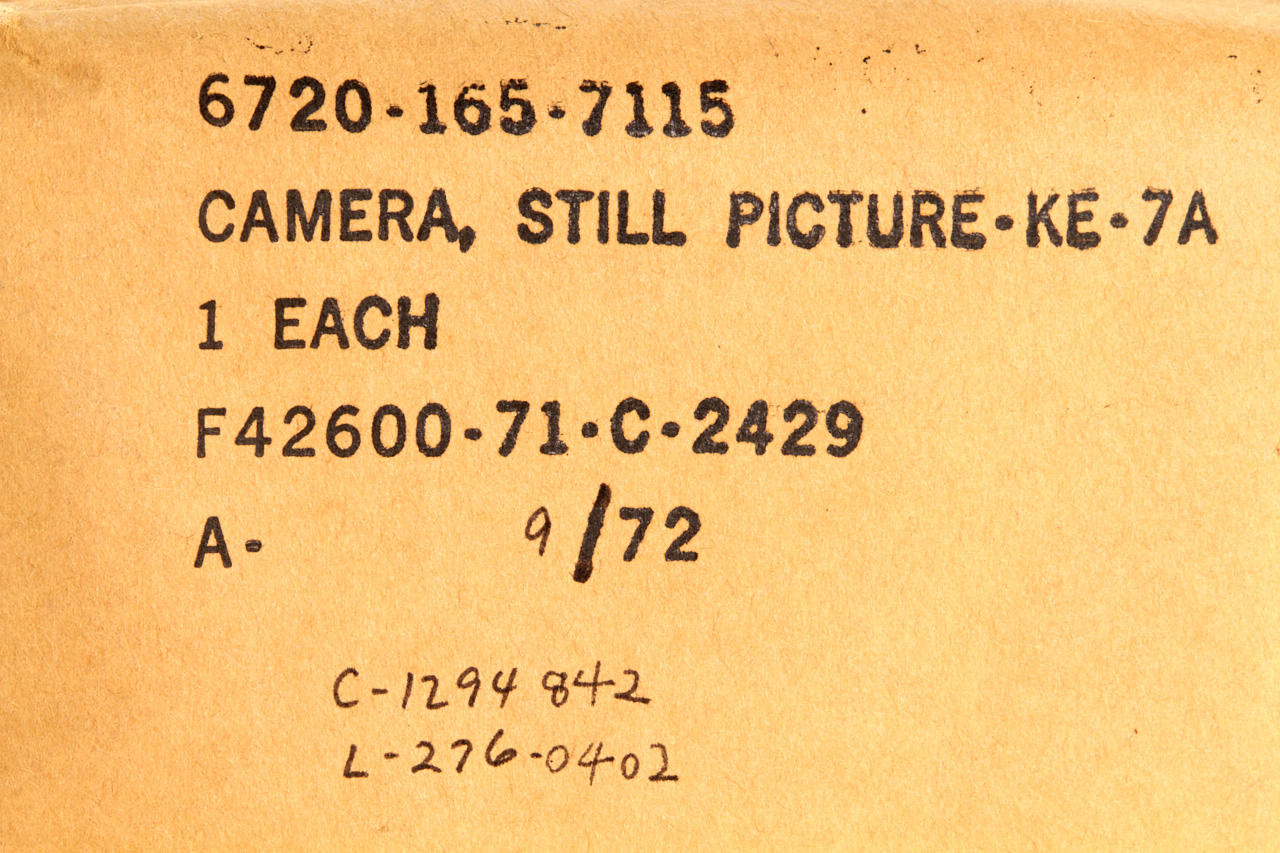 6720-165-7115
CAMERA, STILL PICTURE-KE-7A
1 EACH
F42600-71-C-2429
A- 9/72
C-1294842
L-276-0402